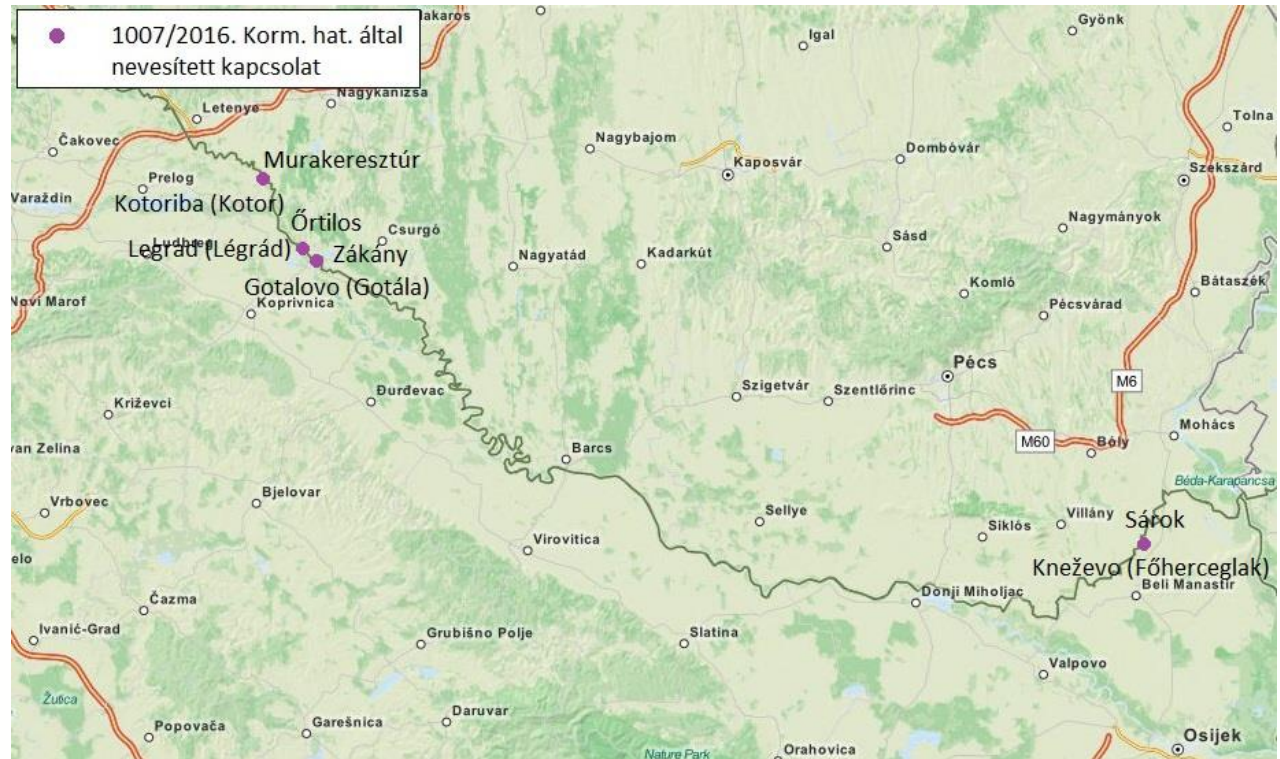 1007/2016. Korm. hat. által
nevesített kapcsolat
Igal
Gyönk
Nagykanizsa
Letenye
Tolna
Čakovec
Nagybajom
Dombóvár
Kaposvár
Murakeresztúr
Szekszárd
Prelog
Varaždin
Kotoriba (Kotor)
Őrtilos
Nagymányok
Csurgó
Legrad (Légrád)
Ludbreg
Zákány
Sásd
Nagyatád
Kadarkút
Gotalovo (Gotála)
Komló
Bátaszék
Novi Marof
Koprivnica
Pécsvárad
Pécs
M6
Szigetvár
Szentlőrinc
Đurđevac
Križevci
Mohács
M60
Bóly
Barcs
Béda-Karapáncsa
Vrbovec
Bjelovar
Sellye
Villány
Sárok
Siklós
Virovitica
Kneževo (Főherceglak)
Beli Manastir
Donji Miholjac
Čazma
Ivanić-Grad
Grubišno Polje
Slatina
Valpovo
Žutica
Popovača
Garešnica
Daruvar
Osijek
Nature Park
Orahovica